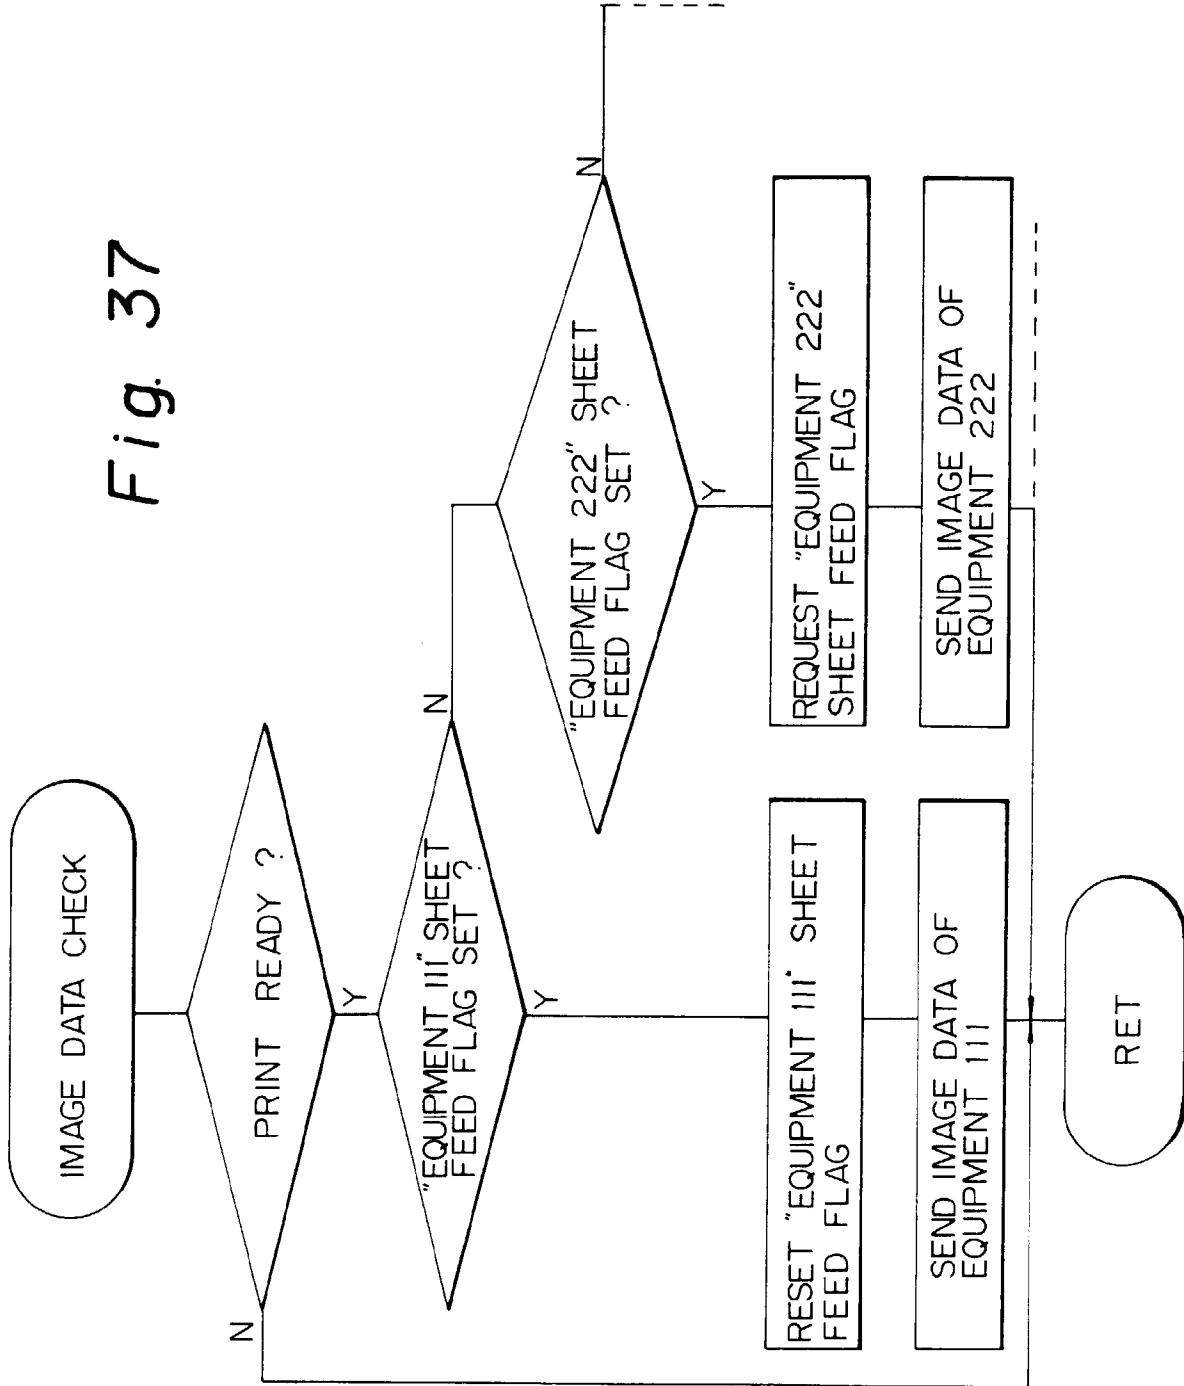 Fig. 37
IMAGE DATA CHECK
PRINT READY ?
N
Y
"EQUIPMENT 111" SHEET
FEED FLAG SET ?
N
Y
"EQUIPMENT 222" SHEET
FEED FLAG SET ?
N
Y
RESET "EQUIPMENT 111" SHEET
FEED FLAG
REQUEST "EQUIPMENT 222"
SHEET FEED FLAG
SEND IMAGE DATA OF
EQUIPMENT 111
SEND IMAGE DATA OF
EQUIPMENT 222
RET